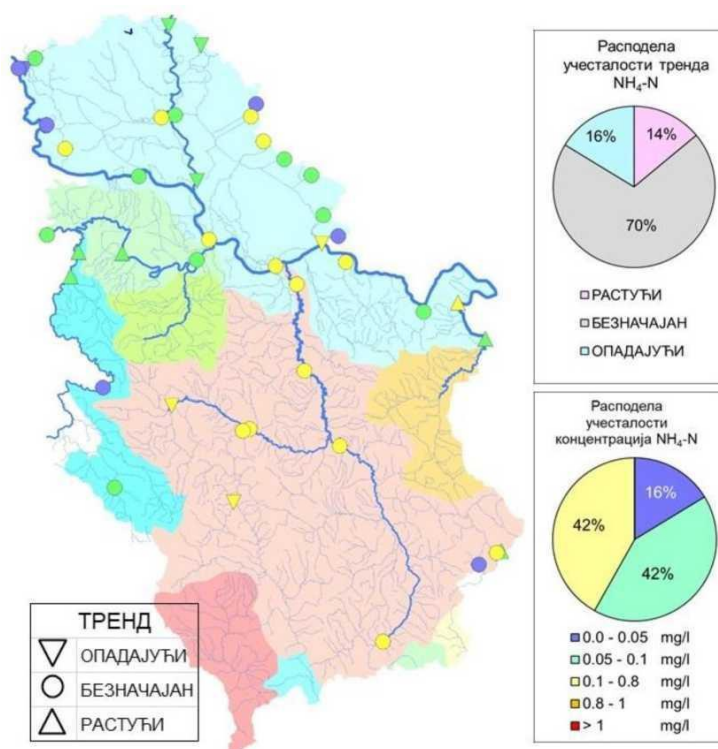 Расподела
учесталости тренда
NH₄-N
16%
14%
70%
РАСТУЋИ
БЕЗНАЧАЈАН
ОПАДАЈУЋИ
Расподела
учесталости
концентрација NH₄-N
16%
42%
42%
0.0 - 0.05 mg/l
0.05 - 0.1 mg/l
0.1 - 0.8 mg/l
0.8 - 1 mg/l
> 1 mg/l
ТРЕНД
ОПАДАЈУЋИ
БЕЗНАЧАЈАН
РАСТУЋИ